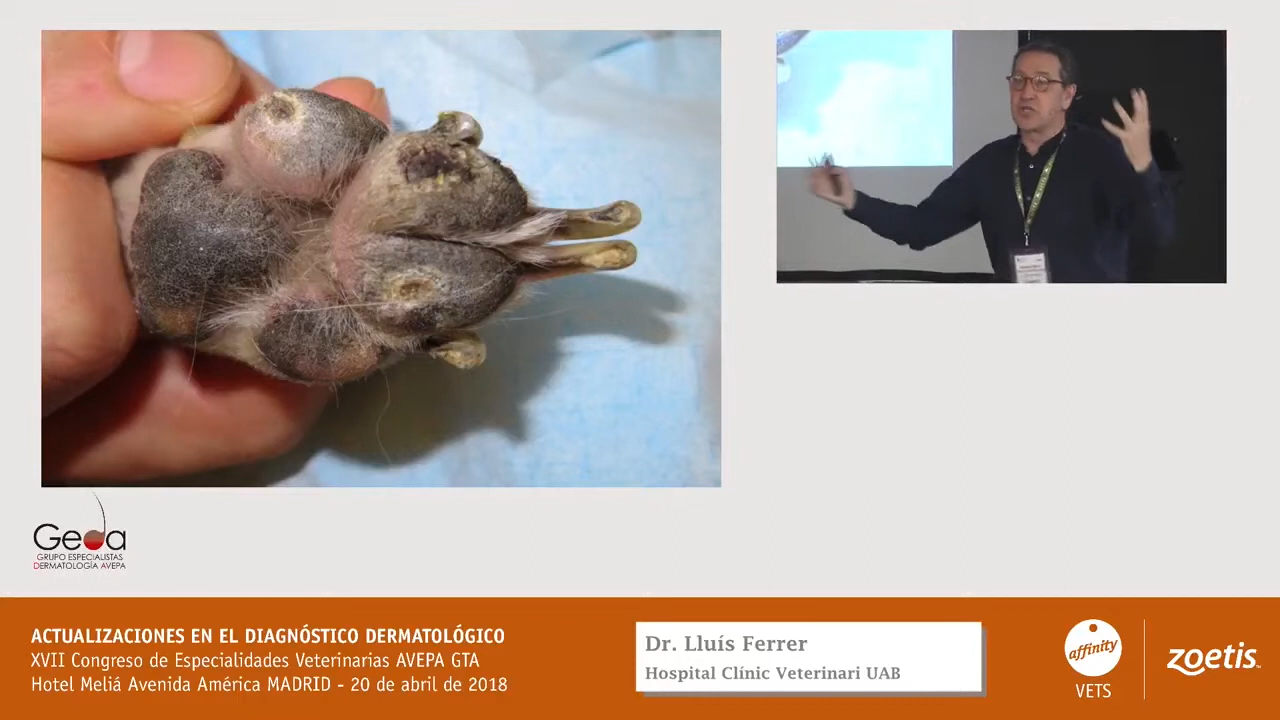 Geda
GRUPO ESPECIALISTAS
DERMATOLOGÍA AVEPA
ACTUALIZACIONES EN EL DIAGNÓSTICO DERMATOLÓGICO
XVII Congreso de Especialidades Veterinarias AVEPA GTA
Hotel Meliá Avenida América MADRID - 20 de abril de 2018
Dr. Lluís Ferrer
Hospital Clínic Veterinari UAB
affinity
VETS
zoetis